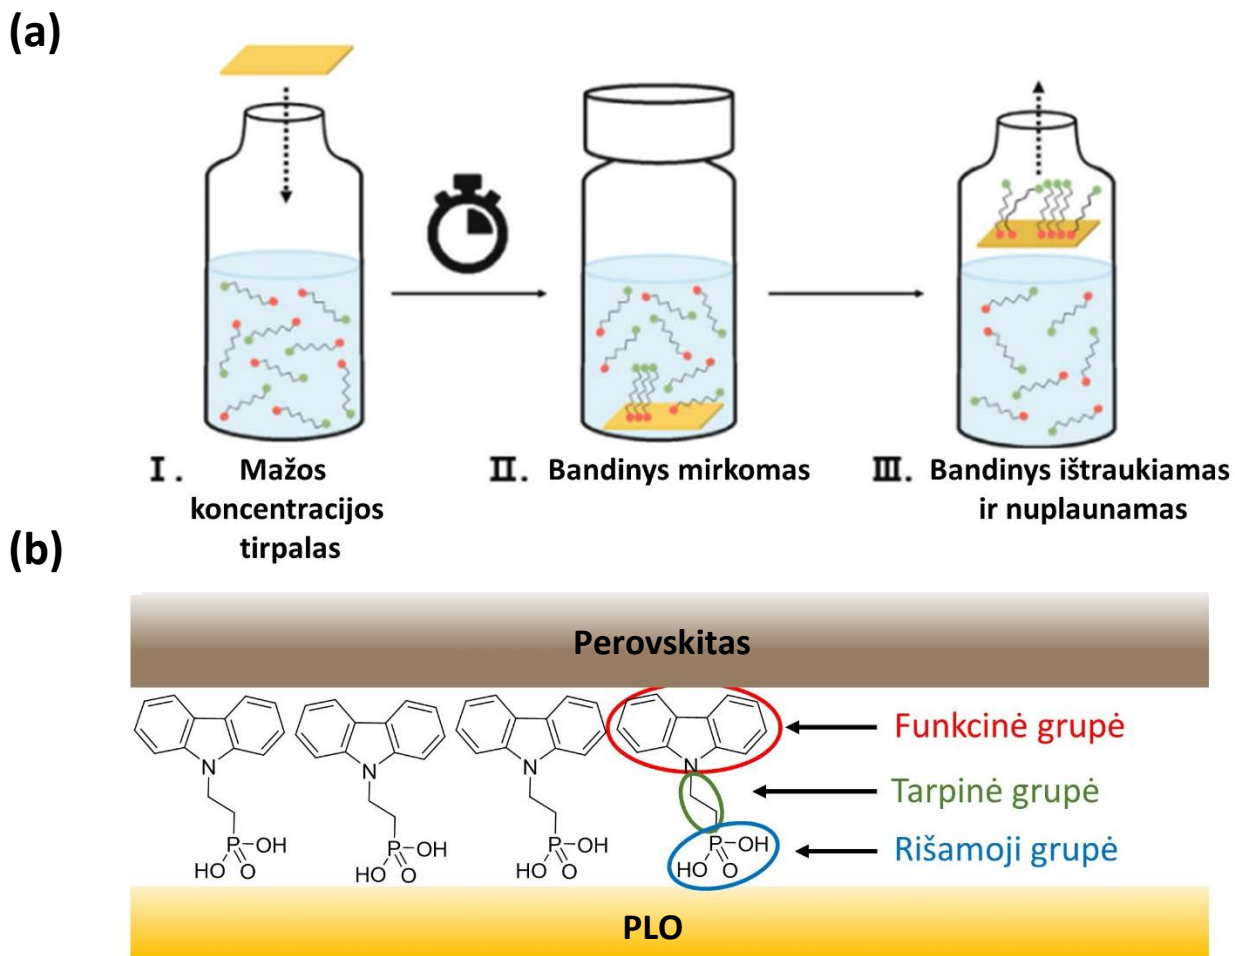 (a)
I. Mažos
koncentracijos
tirpalas
II. Bandinys mirkomas
III. Bandinys ištraukiamas
ir nuplaunamas
(b)
Perovskitas
N
N
N
N
P OH
HO O
P OH
HO O
P OH
HO O
P OH
HO O
Funkcinė grupė
Tarpinė grupė
Rišamoji grupė
PLO